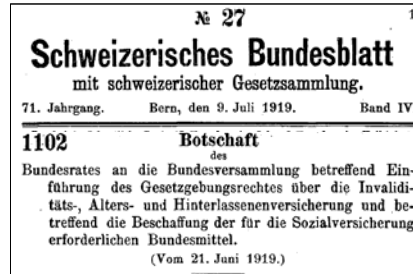 № 27
1
Schweizerisches Bundesblatt
mit schweizerischer Gesetzsammlung.
71. Jahrgang. Bern, den 9. Juli 1919. Band IV
1102 Botschaft
des
Bundesrates an die Bundesversammlung betreffend Ein-
führung des Gesetzgebungsrechtes über die Invalidi-
täts-, Alters- und Hinterlassenenversicherung und be-
treffend die Beschaffung der für die Sozialversicherung
erforderlichen Bundesmittel.
(Vom 21. Juni 1919.)